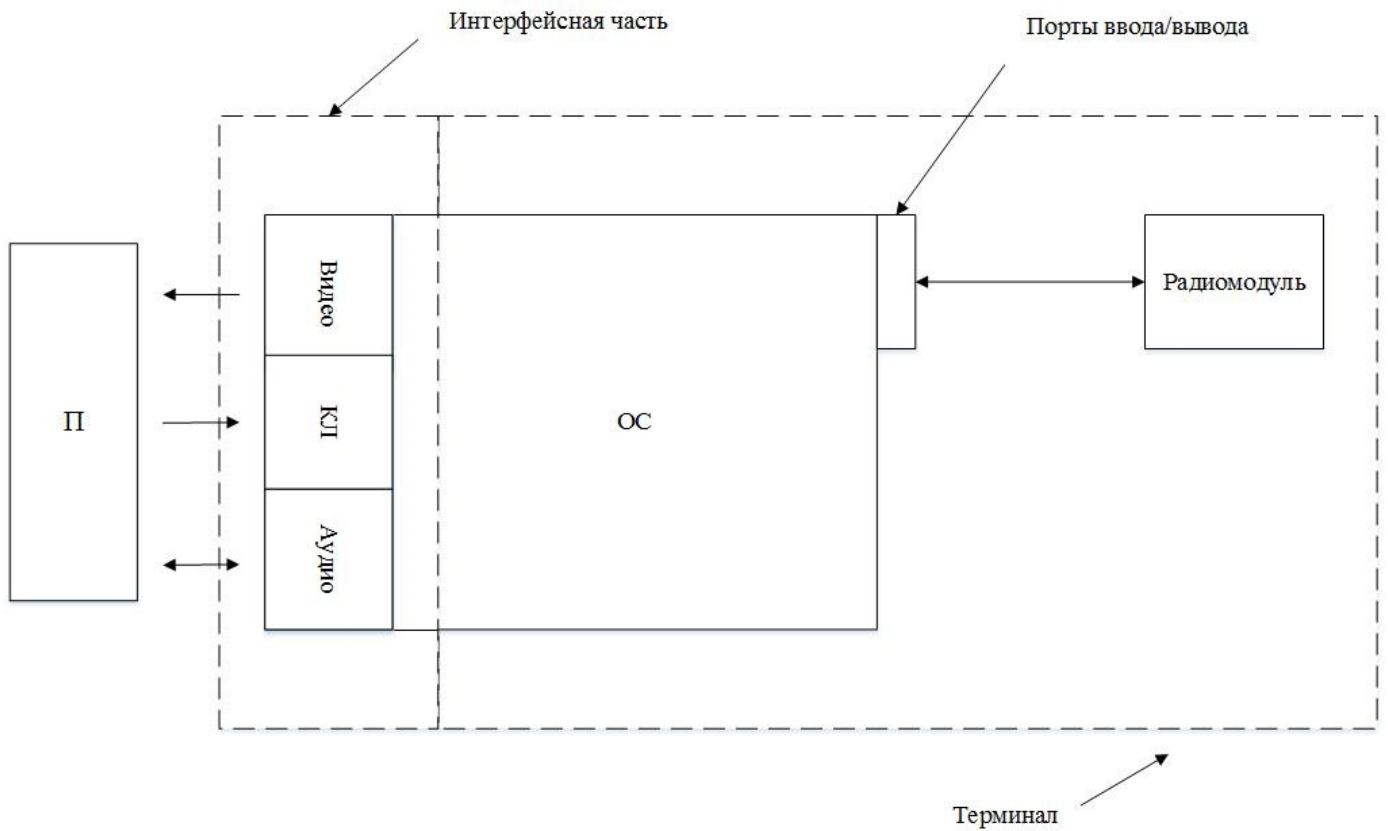 Интерфейсная часть
Порты ввода/вывода
Видео
Радиомодуль
П
КЛ
ОС
Аудио
Терминал